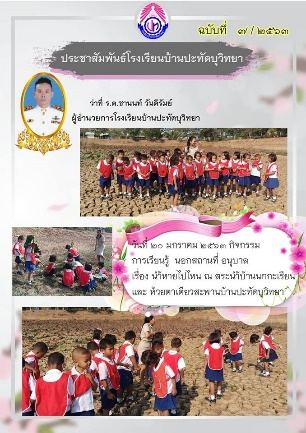 ฉบับที่ ๗/๒๕๖๓
ประชาสัมพันธ์โรงเรียนบ้านปะทัดบุวิทยา
ว่าที่ ร.ต.ชานนท์ วันดีรัมย์
ผู้อำนวยการโรงเรียนบ้านปะทัดบุวิทยา
วันที่ ๒๐ มกราคม ๒๕๖๓ กิจกรรม
การเรียนรู้ นอกสถานที่ อนุบาล
เรื่อง น้ำหายไปไหน ณ สระน้ำบ้านนกกะเรียน
และ ห้วยตาเดียวสะพานบ้านปะทัดบุวิทยา